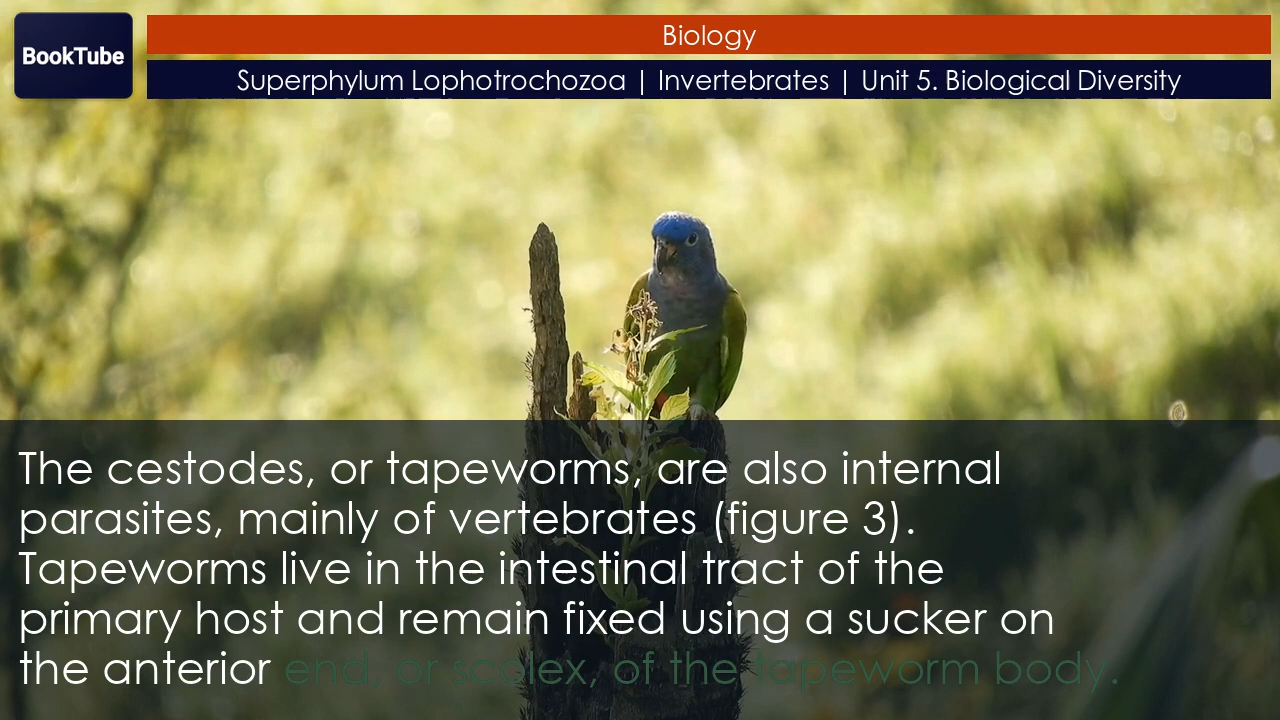 BookTube
Biology
Superphylum Lophotrochozoa | Invertebrates | Unit 5. Biological Diversity
The cestodes, or tapeworms, are also internal
parasites, mainly of vertebrates (figure 3).
Tapeworms live in the intestinal tract of the
primary host and remain fixed using a sucker on
the anterior end, or scolex, of the tapeworm body.